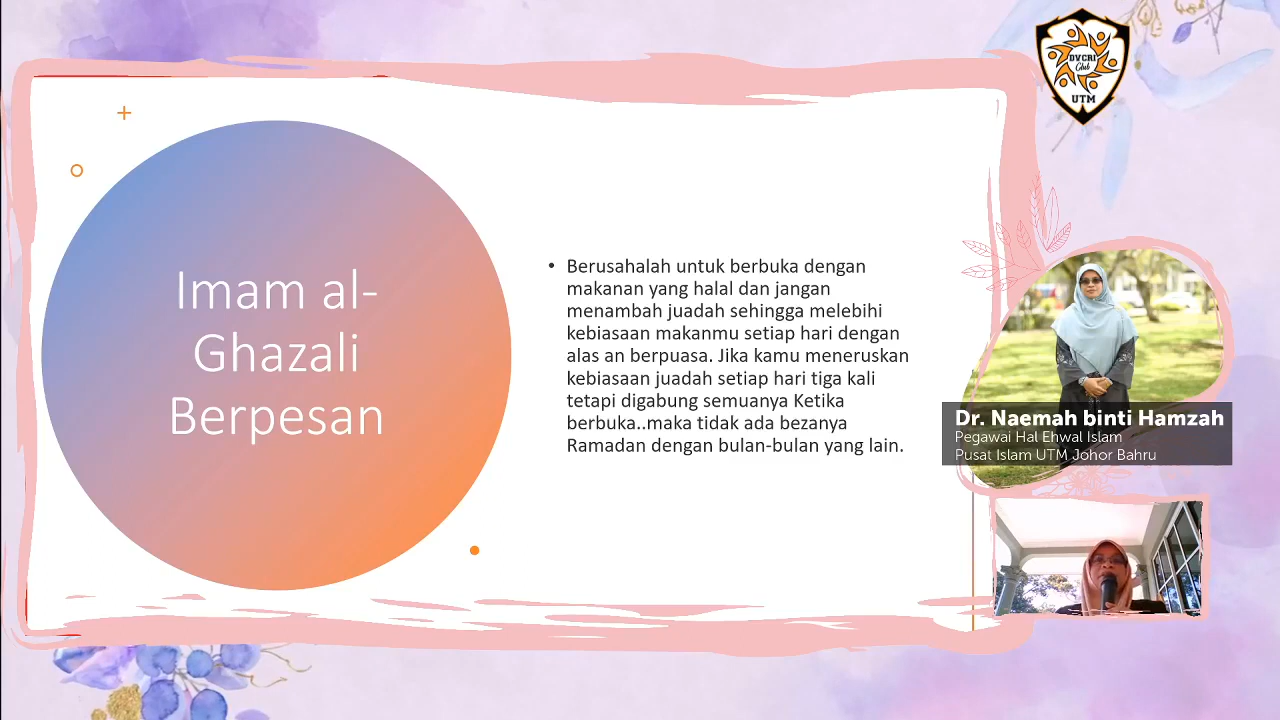 Imam al-
Ghazali
Berpesan
• Berusahalah untuk berbuka dengan
makanan yang halal dan jangan
menambah juadah sehingga melebihi
kebiasaan makanmu setiap hari dengan
alas an berpuasa. Jika kamu meneruskan
kebiasaan juadah setiap hari tiga kali
tetapi digabung semuanya Ketika
berbuka..maka tidak ada bezanya
Ramadan dengan bulan-bulan yang lain.
DVCRI
Club
UTM
Dr. Naemah binti Hamzah
Pegawai Hal Ehwal Islam
Pusat Islam UTM Johor Bahru